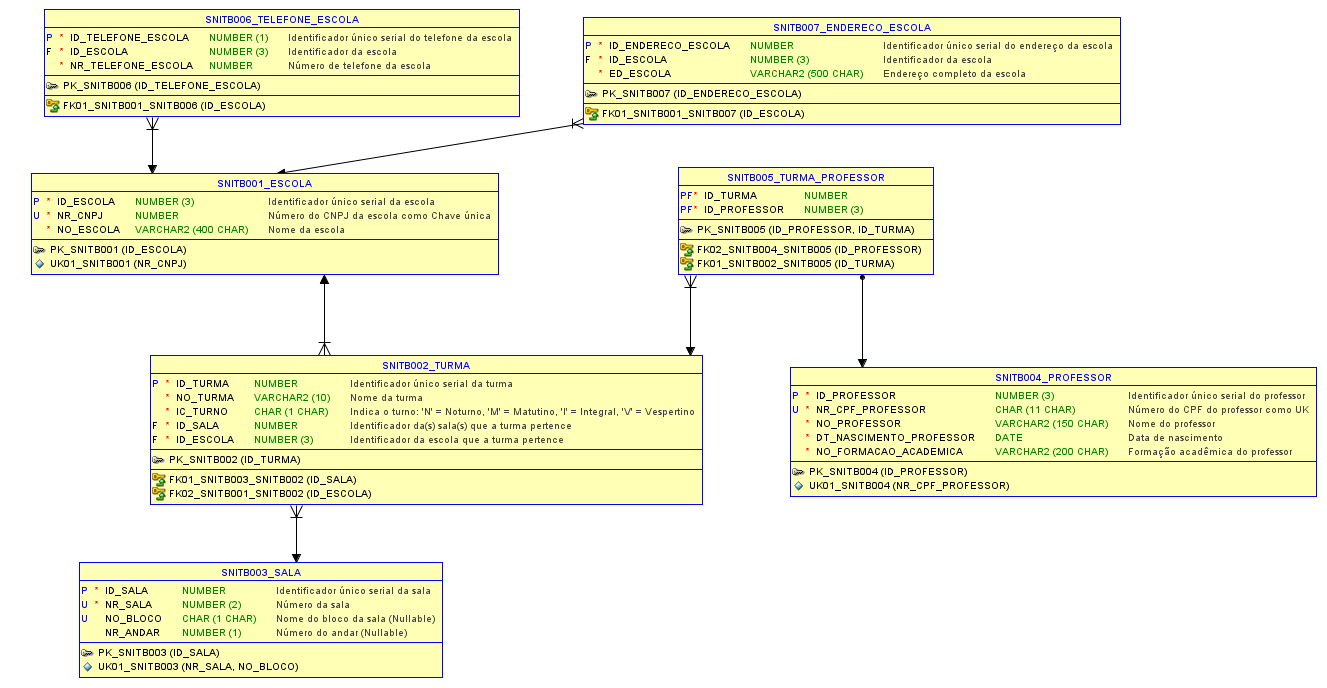 SNITB006_TELEFONE_ESCOLA
P * ID_TELEFONE_ESCOLA NUMBER (1) Identificador único serial do telefone da escola
F * ID_ESCOLA NUMBER (3) Identificador da escola
* NR_TELEFONE_ESCOLA NUMBER Número de telefone da escola
PK_SNITB006 (ID_TELEFONE_ESCOLA)
FK01_SNITB001_SNITB006 (ID_ESCOLA)
SNITB007_ENDERECO_ESCOLA
P * ID_ENDERECO_ESCOLA NUMBER Identificador único serial do endereço da escola
F * ID_ESCOLA NUMBER (3) Identificador da escola
* ED_ESCOLA VARCHAR2 (500 CHAR) Endereço completo da escola
PK_SNITB007 (ID_ENDERECO_ESCOLA)
FK01_SNITB001_SNITB007 (ID_ESCOLA)
SNITB001_ESCOLA
P * ID_ESCOLA NUMBER (3) Identificador único serial da escola
U * NR_CNPJ NUMBER Número do CNPJ da escola como Chave única
* NO_ESCOLA VARCHAR2 (400 CHAR) Nome da escola
PK_SNITB001 (ID_ESCOLA)
UK01_SNITB001 (NR_CNPJ)
SNITB005_TURMA_PROFESSOR
PF* ID_TURMA NUMBER
PF* ID_PROFESSOR NUMBER (3)
PK_SNITB005 (ID_PROFESSOR, ID_TURMA)
FK02_SNITB004_SNITB005 (ID_PROFESSOR)
FK01_SNITB002_SNITB005 (ID_TURMA)
SNITB002_TURMA
P * ID_TURMA NUMBER Identificador único serial da turma
* NO_TURMA VARCHAR2 (10) Nome da turma
* IC_TURNO CHAR (1 CHAR) Indica o turno: 'N' = Noturno, 'M' = Matutino, 'I' = Integral, 'V' = Vespertino
F * ID_SALA NUMBER Identificador da(s) sala(s) que a turma pertence
F * ID_ESCOLA NUMBER (3) Identificador da escola que a turma pertence
PK_SNITB002 (ID_TURMA)
FK01_SNITB003_SNITB002 (ID_SALA)
FK02_SNITB001_SNITB002 (ID_ESCOLA)
SNITB004_PROFESSOR
P * ID_PROFESSOR NUMBER (3) Identificador único serial do professor
U * NR_CPF_PROFESSOR CHAR (11 CHAR) Número do CPF do professor como UK
* NO_PROFESSOR VARCHAR2 (150 CHAR) Nome do professor
* DT_NASCIMENTO_PROFESSOR DATE Data de nascimento
* NO_FORMACAO_ACADEMICA VARCHAR2 (200 CHAR) Formação acadêmica do professor
PK_SNITB004 (ID_PROFESSOR)
UK01_SNITB004 (NR_CPF_PROFESSOR)
SNITB003_SALA
P * ID_SALA NUMBER Identificador único serial da sala
U * NR_SALA NUMBER (2) Número da sala
U NO_BLOCO CHAR (1 CHAR) Nome do bloco da sala (Nullable)
NR_ANDAR NUMBER (1) Número do andar (Nullable)
PK_SNITB003 (ID_SALA)
UK01_SNITB003 (NR_SALA, NO_BLOCO)